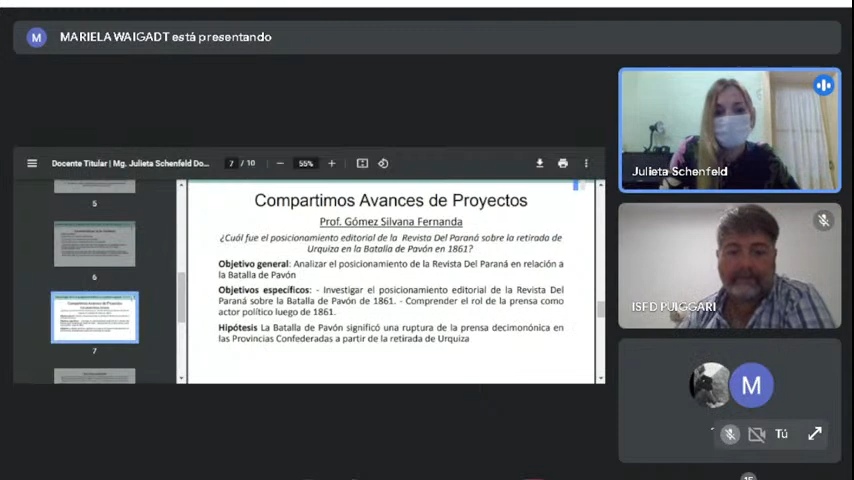 M MARIELA WAIGADT está presentando
Docente Titular | Mg. Julieta Schenfeld Do...
7 / 10
55%
5
6
7
Compartimos Avances de Proyectos
Prof. Gómez Silvana Fernanda
¿Cuál fue el posicionamiento editorial de la Revista Del Paraná sobre la retirada de
Urquiza en la Batalla de Pavón en 1861?
Objetivo general: Analizar el posicionamiento de la Revista Del Paraná en relación a
la Batalla de Pavón
Objetivos específicos: - Investigar el posicionamiento editorial de la Revista Del
Paraná sobre la Batalla de Pavón de 1861. - Comprender el rol de la prensa como
actor político luego de 1861.
Hipótesis La Batalla de Pavón significó una ruptura de la prensa decimonónica en
las Provincias Confederadas a partir de la retirada de Urquiza
Julieta Schenfeld
ISFD PUIGGARI
M
Tú